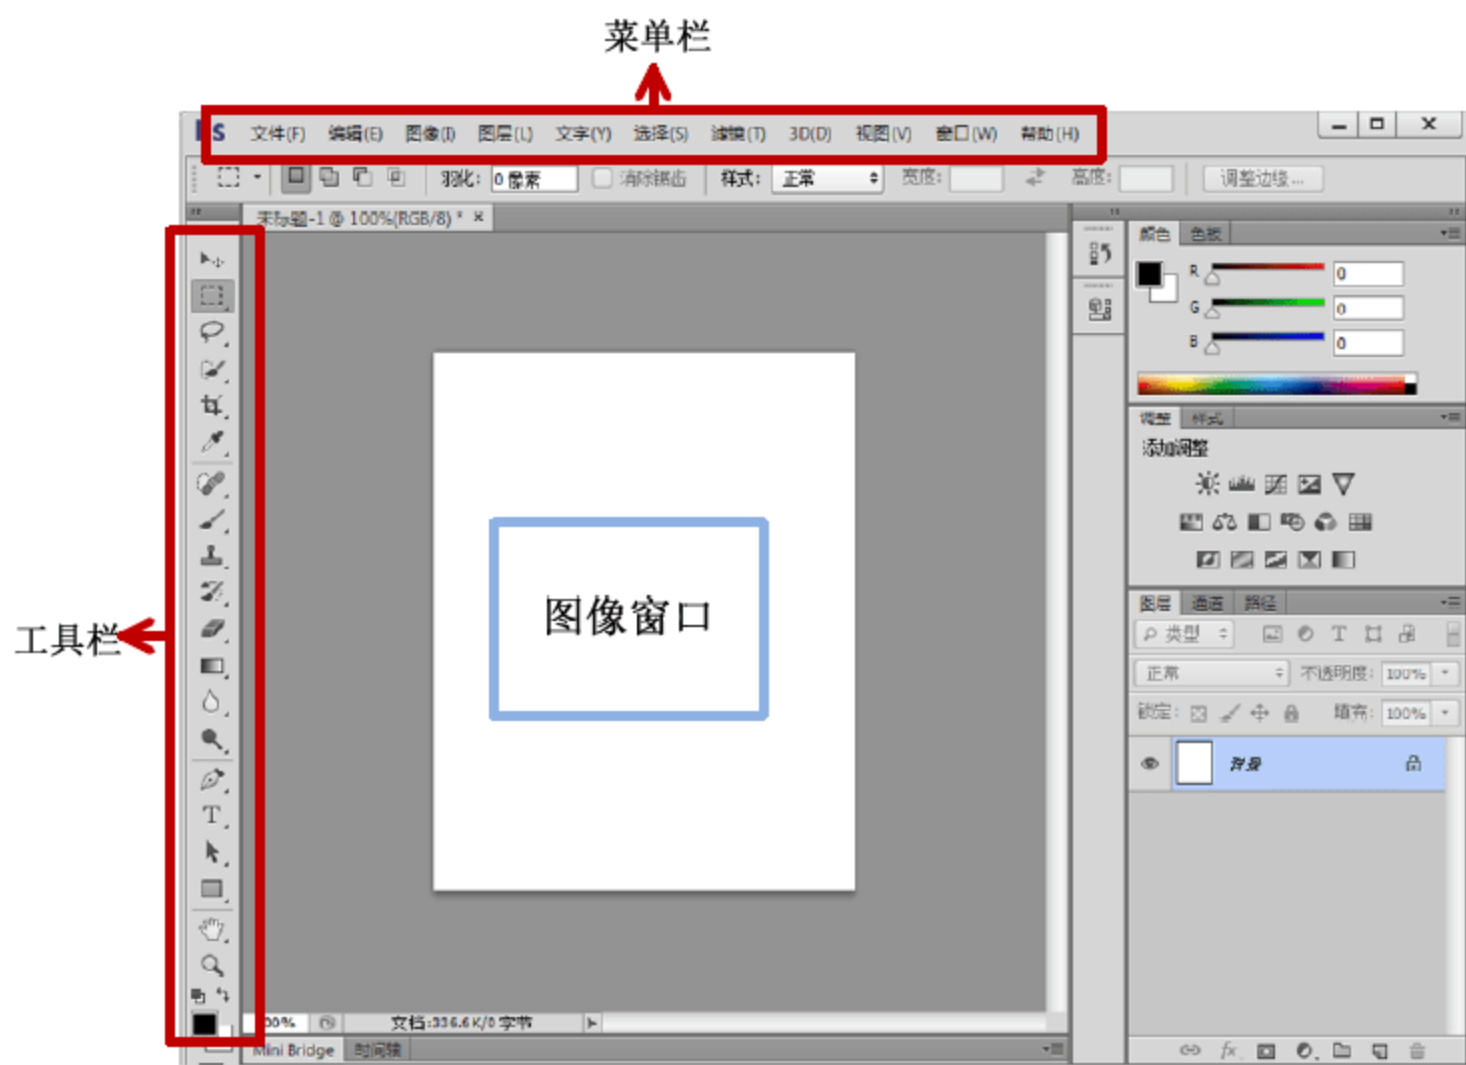 菜单栏
文件(F) 编辑(E) 图像(I) 图层(L) 文字(Y) 选择(S) 滤镜(T) 3D(D) 视图(V) 窗口(W) 帮助(H)
羽化: 0 像素 消除锯齿 样式: 正常 宽度: 高度: 调整边缘...
未标题-1 @ 100%(RGB/8) * ×
颜色 色板
R 0
G 0
B 0
调整 样式
添加调整
图层 通道 路径
类型
正常 不透明度: 100%
锁定: 填充: 100%
背景
图像窗口
工具栏
文档:336.6K/0 字节
Mini Bridge 时间轴